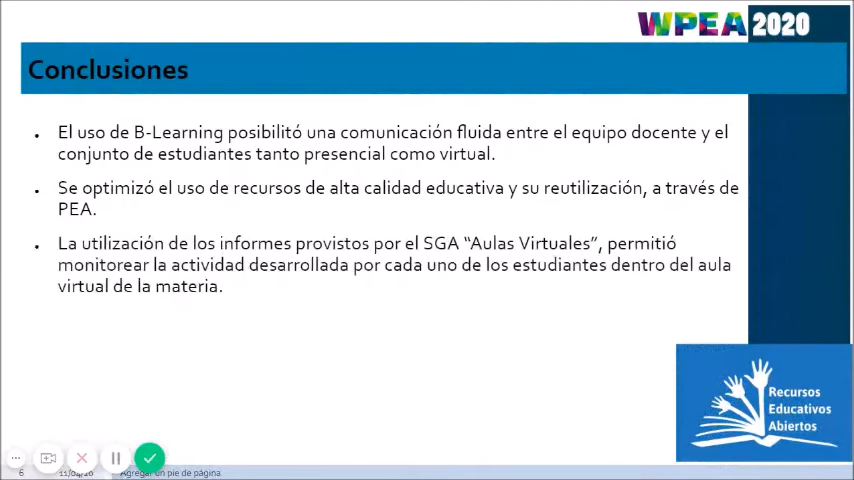 WPEA 2020
Conclusiones
• El uso de B-Learning posibilitó una comunicación fluida entre el equipo docente y el
conjunto de estudiantes tanto presencial como virtual.
• Se optimizó el uso de recursos de alta calidad educativa y su reutilización, a través de
PEA.
• La utilización de los informes provistos por el SGA “Aulas Virtuales”, permitió
monitorear la actividad desarrollada por cada uno de los estudiantes dentro del aula
virtual de la materia.
Recursos
Educativos
Abiertos
6 Agregar un pie de página